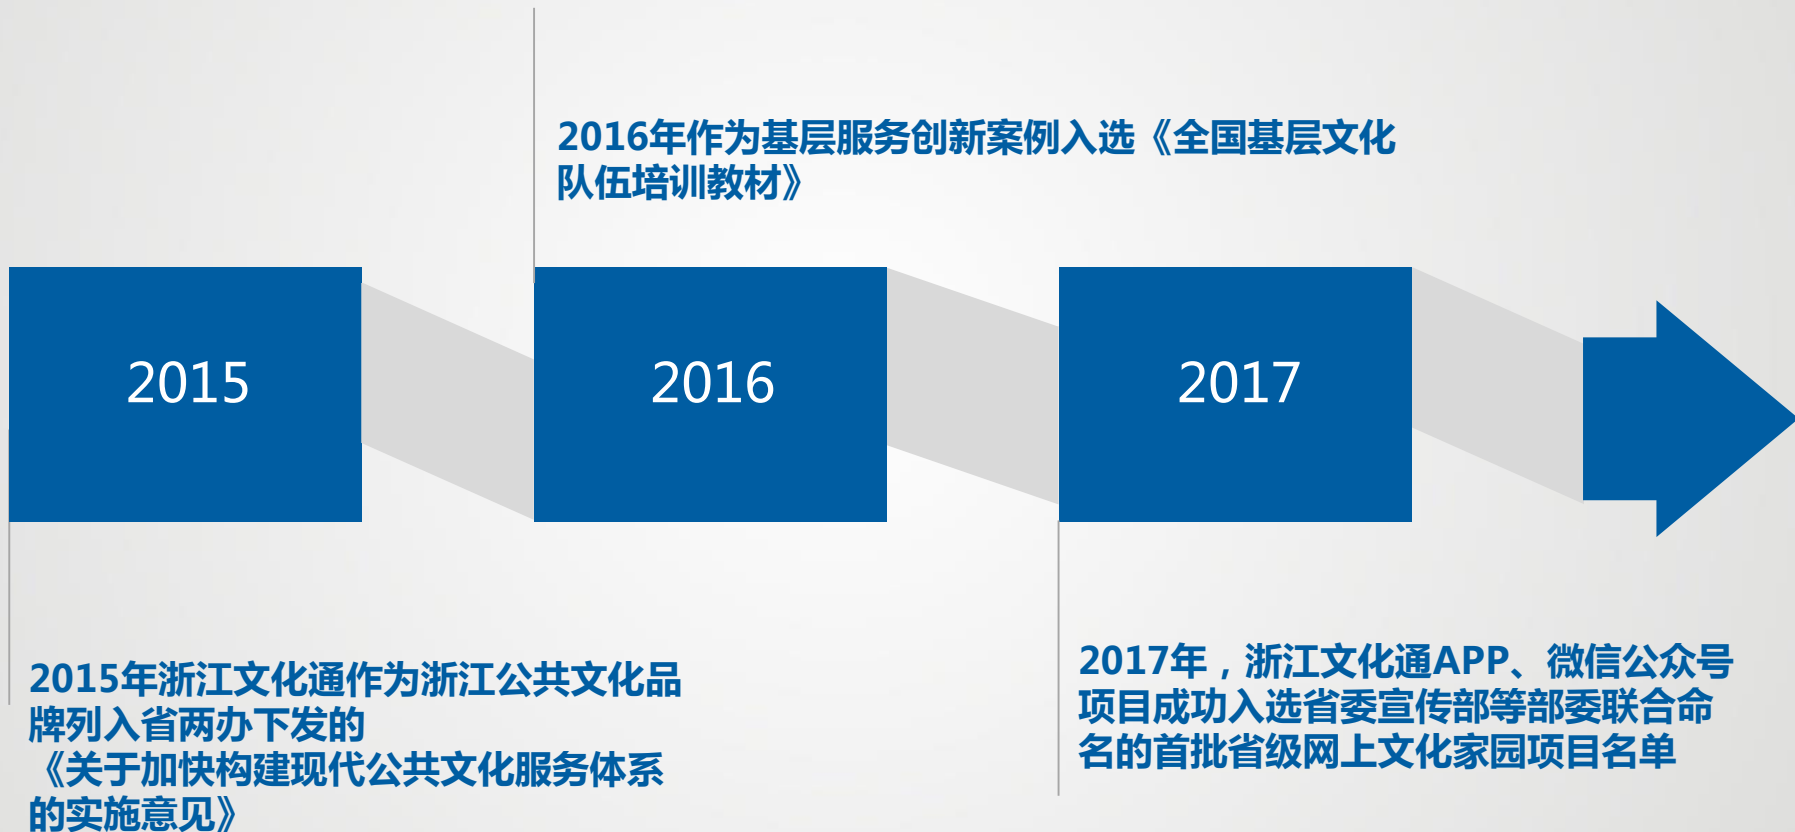 2016年作为基层服务创新案例入选《全国基层文化
队伍培训教材》
2015
2016
2017
2015年浙江文化通作为浙江公共文化品
牌列入省两办下发的
《关于加快构建现代公共文化服务体系
的实施意见》
2017年，浙江文化通APP、微信公众号
项目成功入选省委宣传部等部委联合命
名的首批省级网上文化家园项目名单